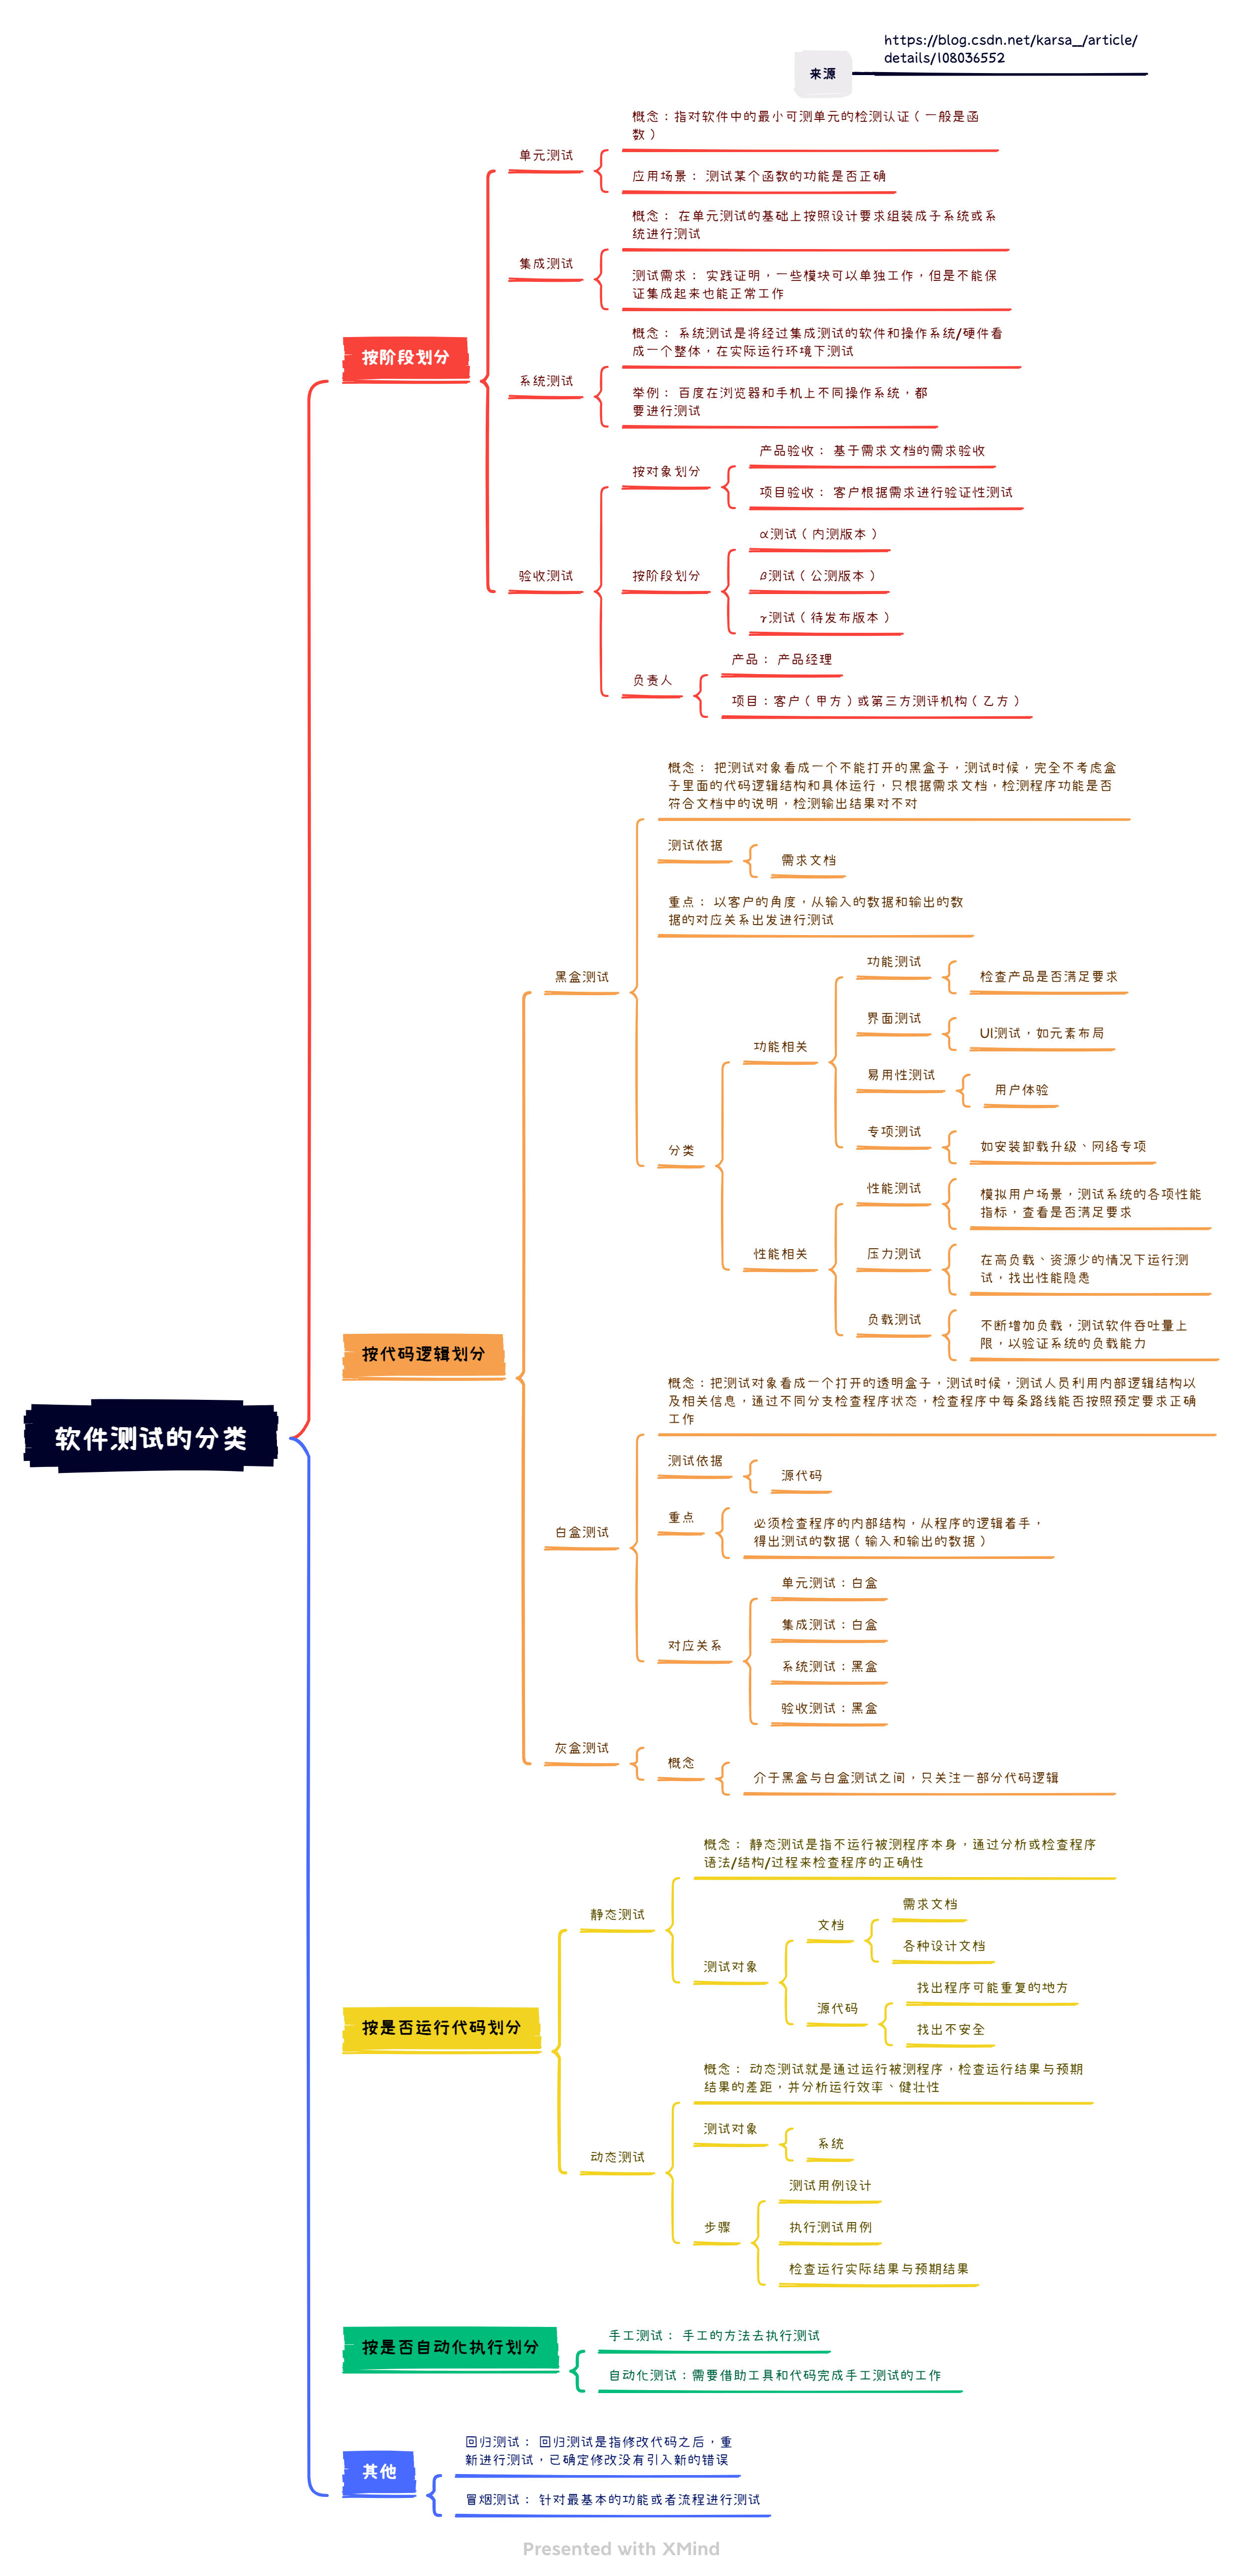 https://blog.csdn.net/karsa__/article/
details/108036552
来源
概念：指对软件中的最小可测单元的检测认证（一般是函
数）
单元测试
应用场景： 测试某个函数的功能是否正确
概念： 在单元测试的基础上按照设计要求组装成子系统或系
统进行测试
集成测试
测试需求： 实践证明，一些模块可以单独工作，但是不能保
证集成起来也能正常工作
概念： 系统测试是将经过集成测试的软件和操作系统/硬件看
成一个整体，在实际运行环境下测试
按阶段划分
系统测试
举例： 百度在浏览器和手机上不同操作系统，都
要进行测试
产品验收： 基于需求文档的需求验收
按对象划分
项目验收： 客户根据需求进行验证性测试
α测试（内测版本）
验收测试
按阶段划分
β测试（公测版本）
γ测试（待发布版本）
产品： 产品经理
负责人
项目：客户（甲方）或第三方测评机构（乙方）
概念： 把测试对象看成一个不能打开的黑盒子，测试时候，完全不考虑盒
子里面的代码逻辑结构和具体运行，只根据需求文档，检测程序功能是否
符合文档中的说明，检测输出结果对不对
测试依据
需求文档
重点： 以客户的角度，从输入的数据和输出的数
据的对应关系出发进行测试
黑盒测试
功能测试
检查产品是否满足要求
界面测试
UI测试，如元素布局
功能相关
易用性测试
用户体验
专项测试
如安装卸载升级、网络专项
分类
性能测试
模拟用户场景，测试系统的各项性能
指标，查看是否满足要求
性能相关
压力测试
在高负载、资源少的情况下运行测
试，找出性能隐患
负载测试
不断增加负载，测试软件吞吐量上
限，以验证系统的负载能力
按代码逻辑划分
概念：把测试对象看成一个打开的透明盒子，测试时候，测试人员利用内部逻辑结构以
及相关信息，通过不同分支检查程序状态，检查程序中每条路线能否按照预定要求正确
工作
软件测试的分类
测试依据
源代码
白盒测试
重点
必须检查程序的内部结构，从程序的逻辑着手，
得出测试的数据（输入和输出的数据）
单元测试：白盒
集成测试：白盒
对应关系
系统测试：黑盒
验收测试：黑盒
灰盒测试
概念
介于黑盒与白盒测试之间，只关注一部分代码逻辑
概念： 静态测试是指不运行被测程序本身，通过分析或检查程序
语法/结构/过程来检查程序的正确性
静态测试
需求文档
文档
各种设计文档
测试对象
找出程序可能重复的地方
源代码
找出不安全
按是否运行代码划分
概念： 动态测试就是通过运行被测程序，检查运行结果与预期
结果的差距，并分析运行效率、健壮性
测试对象
系统
动态测试
测试用例设计
步骤
执行测试用例
检查运行实际结果与预期结果
手工测试： 手工的方法去执行测试
按是否自动化执行划分
自动化测试：需要借助工具和代码完成手工测试的工作
回归测试： 回归测试是指修改代码之后，重
新进行测试，已确定修改没有引入新的错误
其他
冒烟测试： 针对最基本的功能或者流程进行测试
Presented with XMind